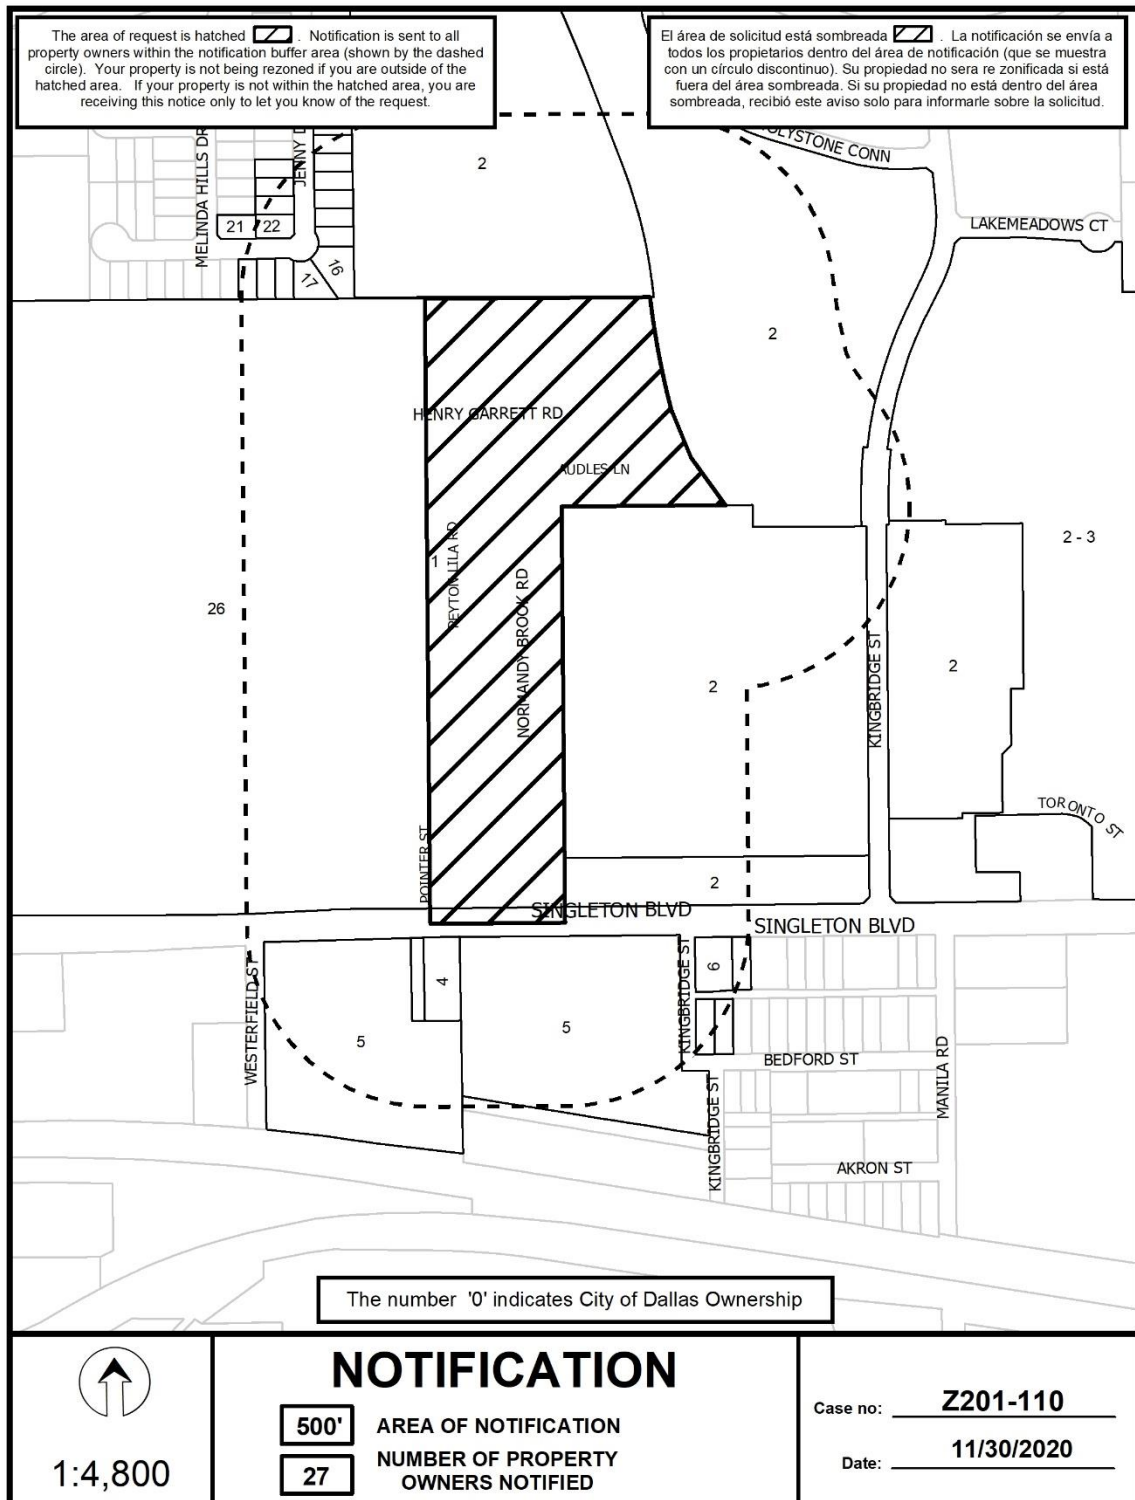 The area of request is hatched . Notification is sent to all
property owners within the notification buffer area (shown by the dashed
circle). Your property is not being rezoned if you are outside of the
hatched area. If your property is not within the hatched area, you are
receiving this notice only to let you know of the request.
El área de solicitud está sombreada . La notificación se envía a
todos los propietarios dentro del área de notificación (que se muestra
con un círculo discontinuo). Su propiedad no sera re zonificada si está
fuera del área sombreada. Si su propiedad no está dentro del área
sombreada, recibió este aviso solo para informarle sobre la solicitud.
MELINDA HILLS DR
JENNY D
2
OLYSTONE CONN
21
22
LAKEMEADOWS CT
17
16
2
HENRY GARRETT RD
AUDLES LN
2 - 3
1
PEYTON LILA RD
NORMANDY BROOK RD
26
2
KINGBRIDGE ST
2
TORONTO ST
POINTER ST
2
SINGLETON BLVD
SINGLETON BLVD
WESTERFIELD ST
4
5
5
KINGBRIDGE ST
6
BEDFORD ST
MANILA RD
KINGBRIDGE ST
AKRON ST
The number '0' indicates City of Dallas Ownership
1:4,800
NOTIFICATION
500' AREA OF NOTIFICATION
27 NUMBER OF PROPERTY
OWNERS NOTIFIED
Case no: Z201-110
Date: 11/30/2020